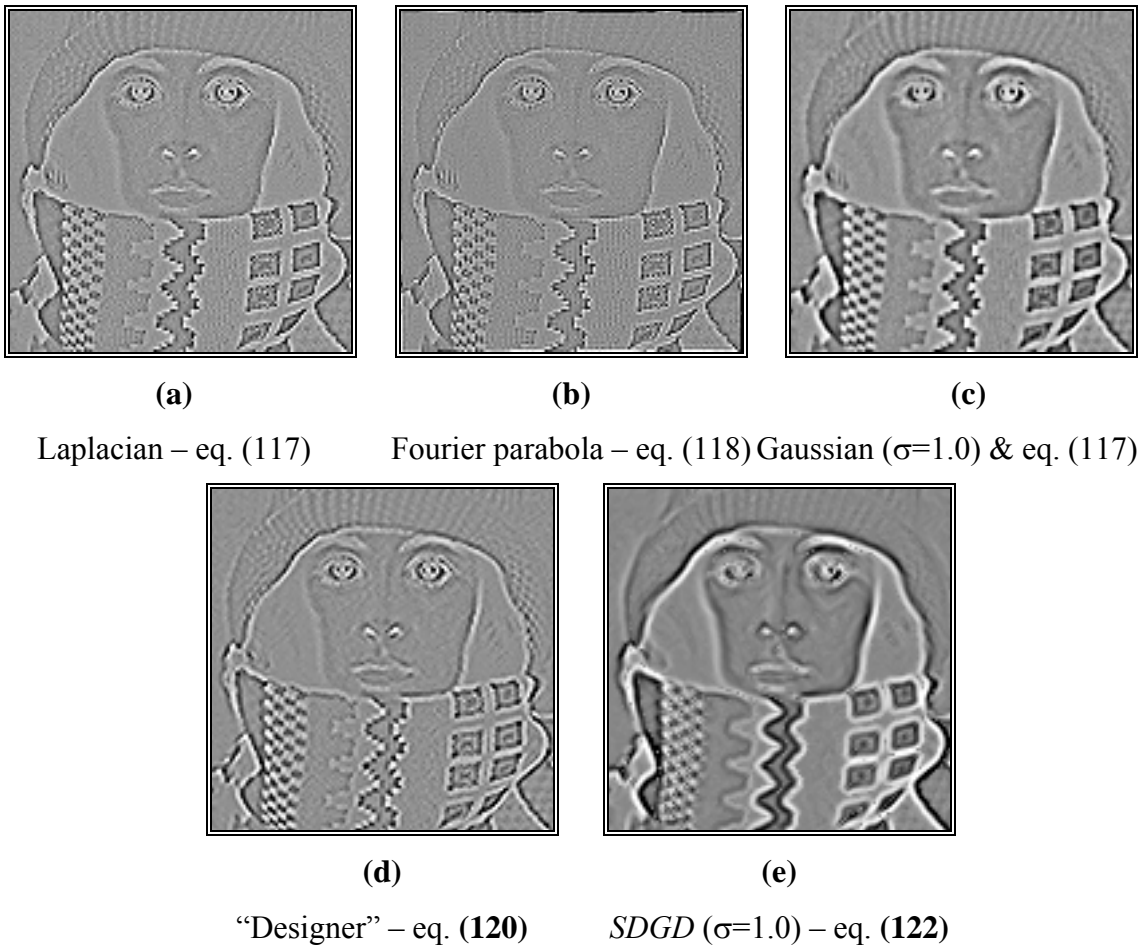 (a) (b) (c)
Laplacian – eq. (117) Fourier parabola – eq. (118) Gaussian (σ=1.0) & eq. (117)
(d) (e)
“Designer” – eq. (120) SDGD (σ=1.0) – eq. (122)